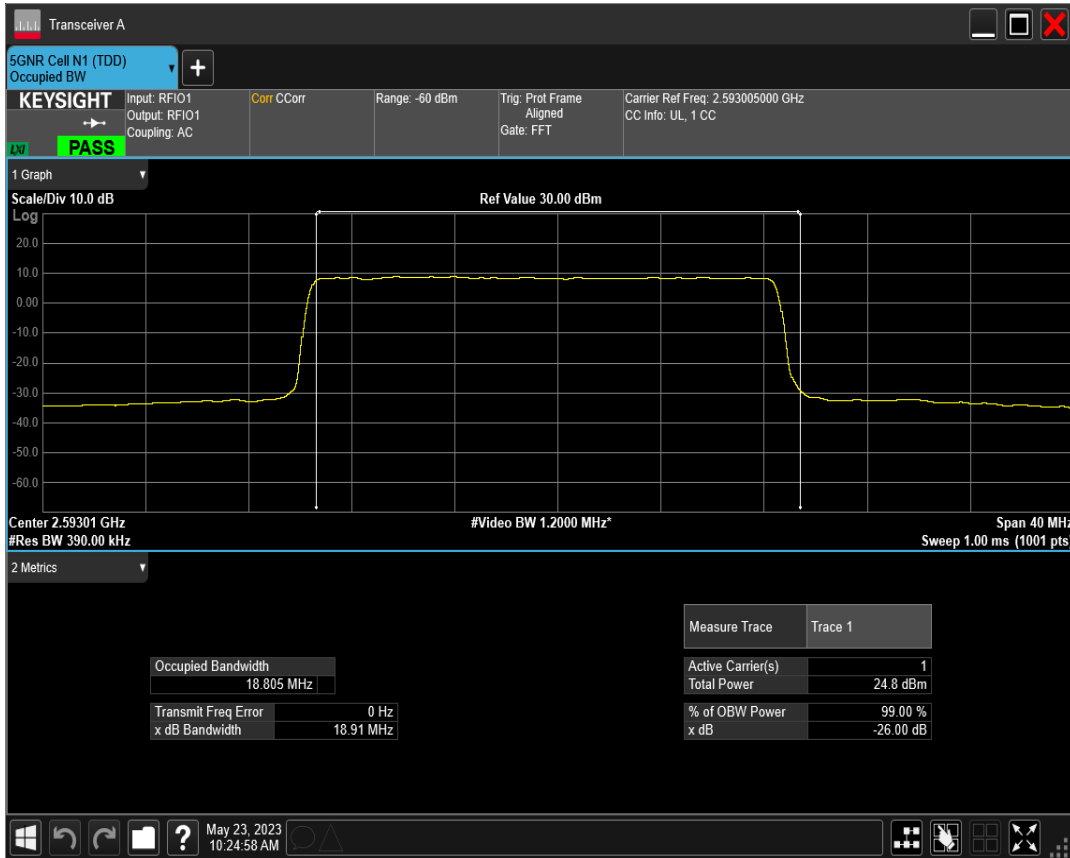 Transceiver A
5GNR Cell N1 (TDD)
Occupied BW
+
KEYSIGHT
LXI
PASS
Input: RFIO1
Output: RFIO1
Coupling: AC
Corr CCorr
Range: -60 dBm
Trig: Prot Frame
Aligned
Gate: FFT
Carrier Ref Freq: 2.593005000 GHz
CC Info: UL, 1 CC
1 Graph
Scale/Div 10.0 dB
Ref Value 30.00 dBm
Log
20.0
10.0
0.00
-10.0
-20.0
-30.0
-40.0
-50.0
-60.0
Center 2.59301 GHz
#Video BW 1.2000 MHz*
Span 40 MHz
#Res BW 390.00 kHz
Sweep 1.00 ms (1001 pts)
2 Metrics
Measure Trace Trace 1
Occupied Bandwidth
18.805 MHz
Active Carrier(s) 1
Total Power 24.8 dBm
Transmit Freq Error 0 Hz
x dB Bandwidth 18.91 MHz
% of OBW Power 99.00 %
x dB -26.00 dB
?
May 23, 2023
10:24:58 AM